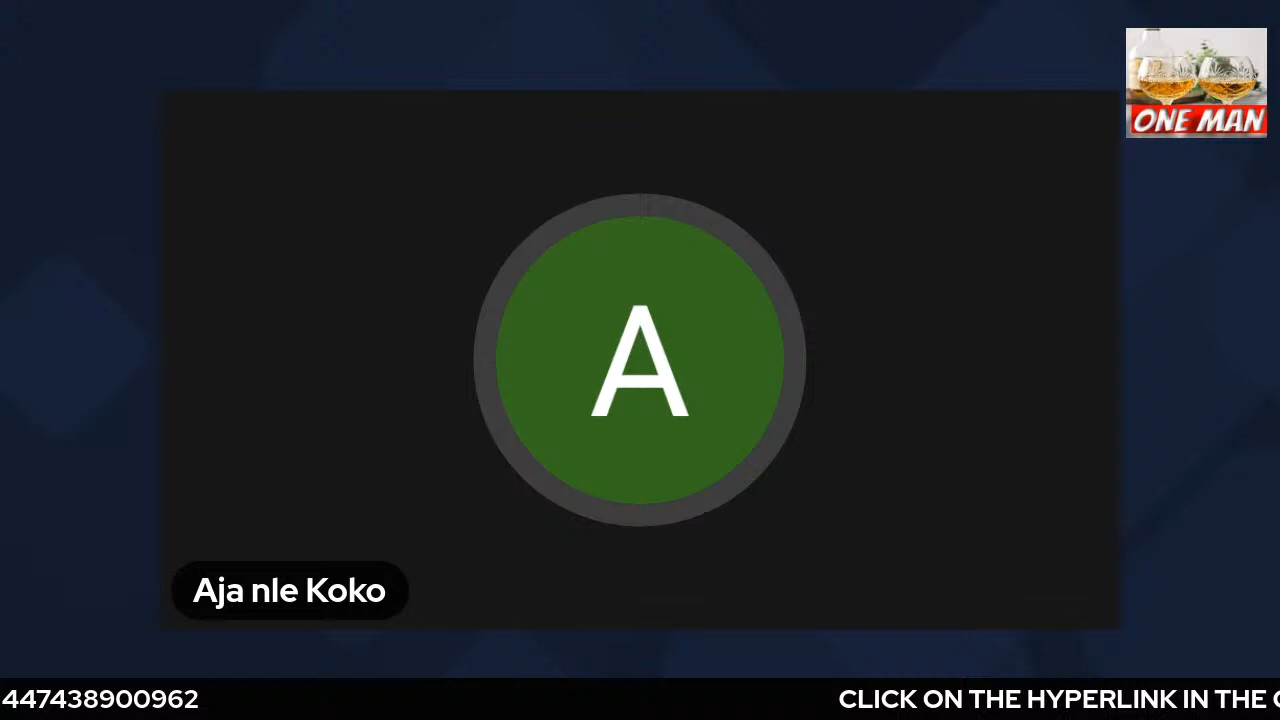 ONE MAN
A
Aja nle Koko
447438900962
CLICK ON THE HYPERLINK IN THE